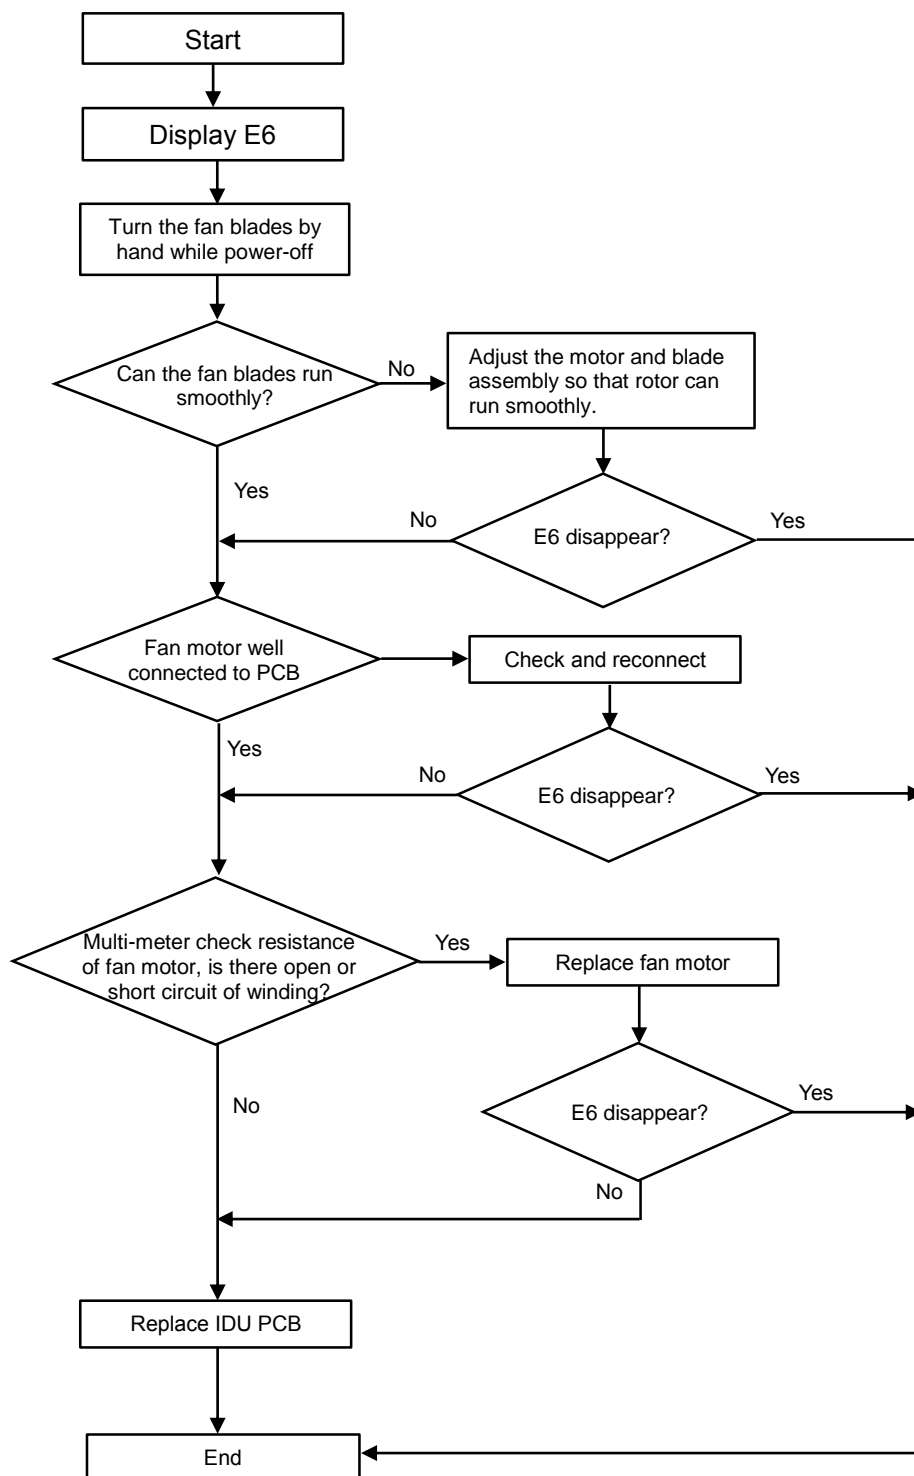 Start
Display E6
Turn the fan blades by
hand while power-off
Can the fan blades run
smoothly?
No
Adjust the motor and blade
assembly so that rotor can
run smoothly.
Yes
No
E6 disappear?
Yes
Fan motor well
connected to PCB
Check and reconnect
Yes
No
E6 disappear?
Yes
Multi-meter check resistance
of fan motor, is there open or
short circuit of winding?
Yes
Replace fan motor
No
E6 disappear?
Yes
No
Replace IDU PCB
End